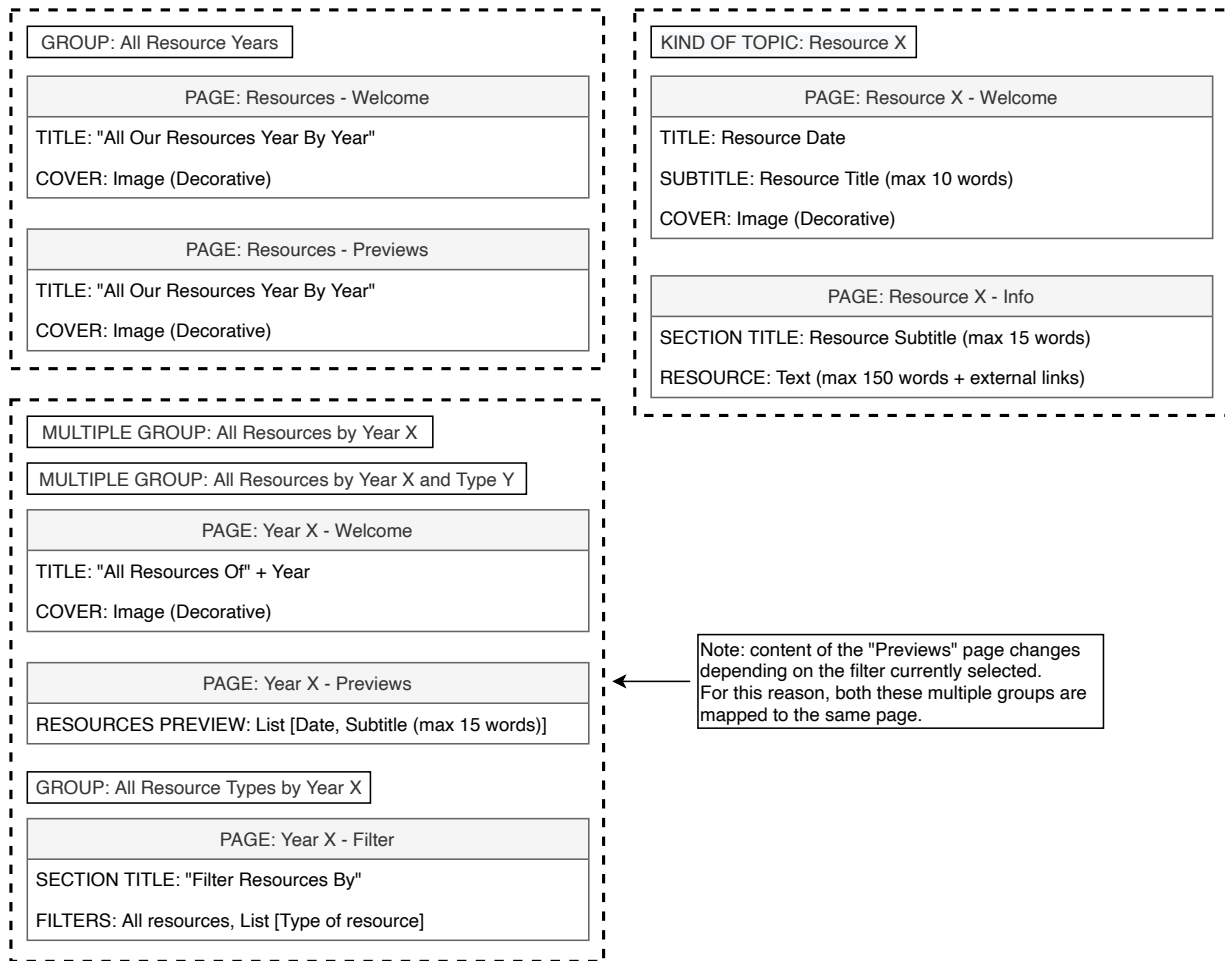 GROUP: All Resource Years
PAGE: Resources - Welcome
TITLE: "All Our Resources Year By Year"
COVER: Image (Decorative)
PAGE: Resources - Previews
TITLE: "All Our Resources Year By Year"
COVER: Image (Decorative)
MULTIPLE GROUP: All Resources by Year X
MULTIPLE GROUP: All Resources by Year X and Type Y
PAGE: Year X - Welcome
TITLE: "All Resources Of" + Year
COVER: Image (Decorative)
PAGE: Year X - Previews
RESOURCES PREVIEW: List [Date, Subtitle (max 15 words)]
GROUP: All Resource Types by Year X
PAGE: Year X - Filter
SECTION TITLE: "Filter Resources By"
FILTERS: All resources, List [Type of resource]
KIND OF TOPIC: Resource X
PAGE: Resource X - Welcome
TITLE: Resource Date
SUBTITLE: Resource Title (max 10 words)
COVER: Image (Decorative)
PAGE: Resource X - Info
SECTION TITLE: Resource Subtitle (max 15 words)
RESOURCE: Text (max 150 words + external links)
Note: content of the "Previews" page changes
depending on the filter currently selected.
For this reason, both these multiple groups are
mapped to the same page.